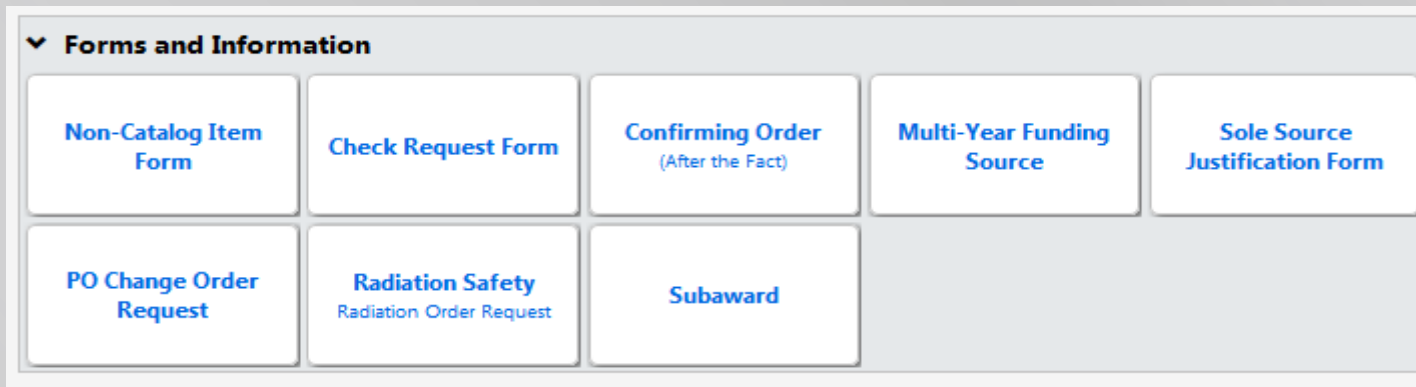 Forms and Information
Non-Catalog Item
Form
Check Request Form
Confirming Order
(After the Fact)
Multi-Year Funding
Source
Sole Source
Justification Form
PO Change Order
Request
Radiation Safety
Radiation Order Request
Subaward